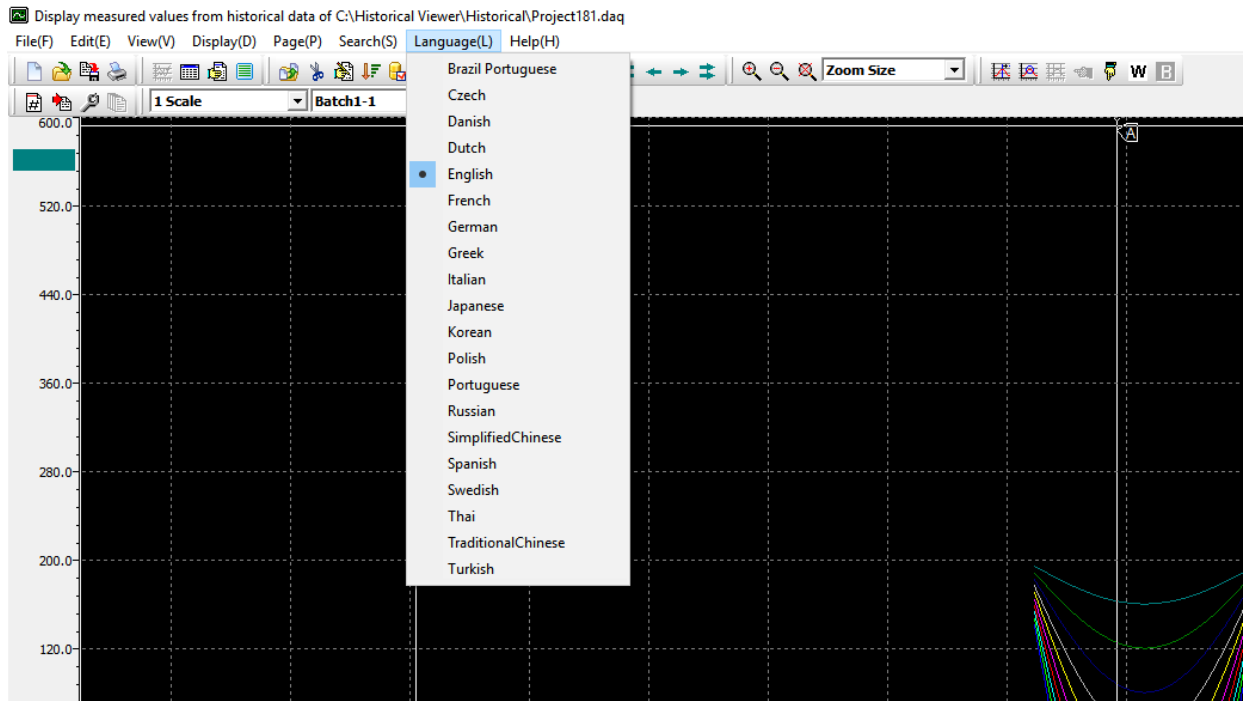 Display measured values from historical data of C:\Historical Viewer\Historical\Project181.daq
File(F) Edit(E) View(V) Display(D) Page(P) Search(S) Language(L) Help(H)
Zoom Size W B
# 1 Scale Batch1-1
Brazil Portuguese
Czech
Danish
Dutch
English
French
German
Greek
Italian
Japanese
Korean
Polish
Portuguese
Russian
SimplifiedChinese
Spanish
Swedish
Thai
TraditionalChinese
Turkish
600.0
A
520.0
440.0
360.0
280.0
200.0
120.0